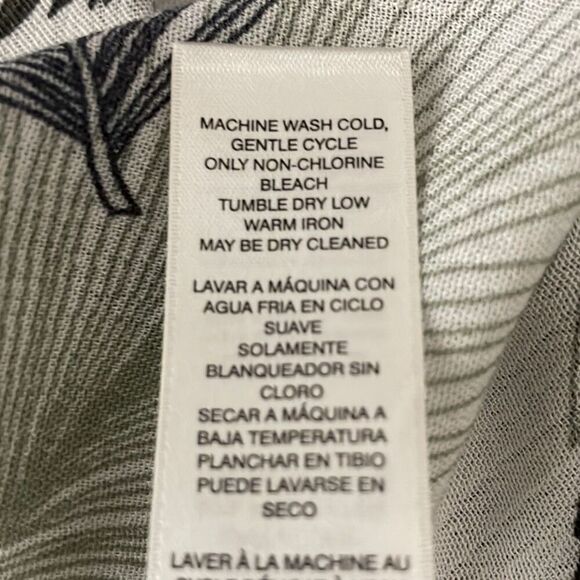 MACHINE WASH COLD,
GENTLE CYCLE
ONLY NON-CHLORINE
BLEACH
TUMBLE DRY LOW
WARM IRON
MAY BE DRY CLEANED
LAVAR A MÁQUINA CON
AGUA FRIA EN CICLO
SUAVE
SOLAMENTE
BLANQUEADOR SIN
CLORO
SECAR A MÁQUINA A
BAJA TEMPERATURA
PLANCHAR EN TIBIO
PUEDE LAVARSE EN
SECO
LAVER À LA MACHINE AU